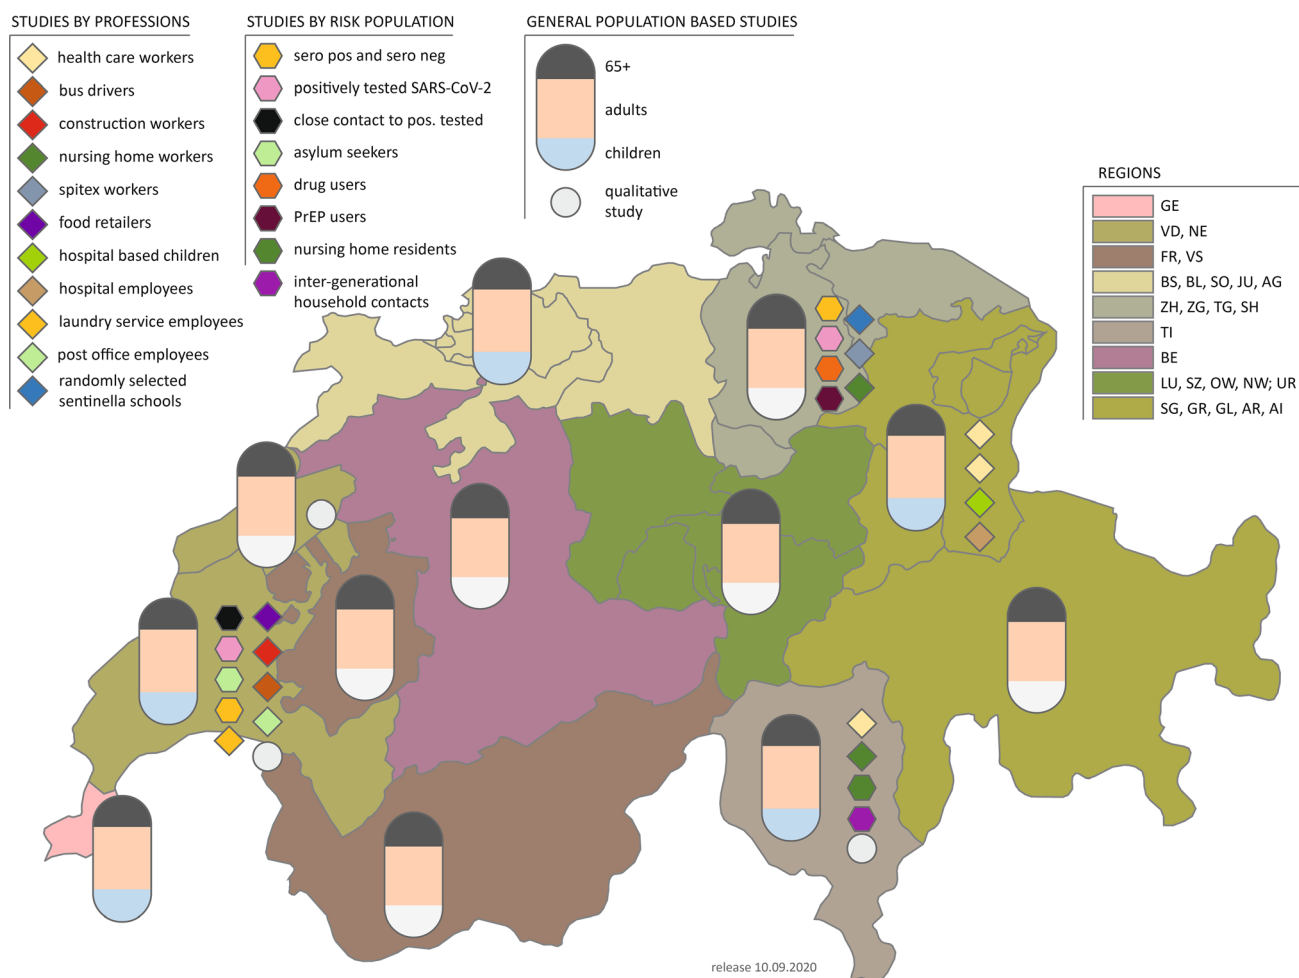 STUDIES BY PROFESSIONS
health care workers
bus drivers
construction workers
nursing home workers
spitex workers
food retailers
hospital based children
hospital employees
laundry service employees
post office employees
randomly selected
sentinella schools
STUDIES BY RISK POPULATION
sero pos and sero neg
positively tested SARS-CoV-2
close contact to pos. tested
asylum seekers
drug users
PrEP users
nursing home residents
inter-generational
household contacts
GENERAL POPULATION BASED STUDIES
65+
adults
children
qualitative
study
REGIONS
GE
VD, NE
FR, VS
BS, BL, SO, JU, AG
ZH, ZG, TG, SH
TI
BE
LU, SZ, OW, NW; UR
SG, GR, GL, AR, AI
release 10.09.2020